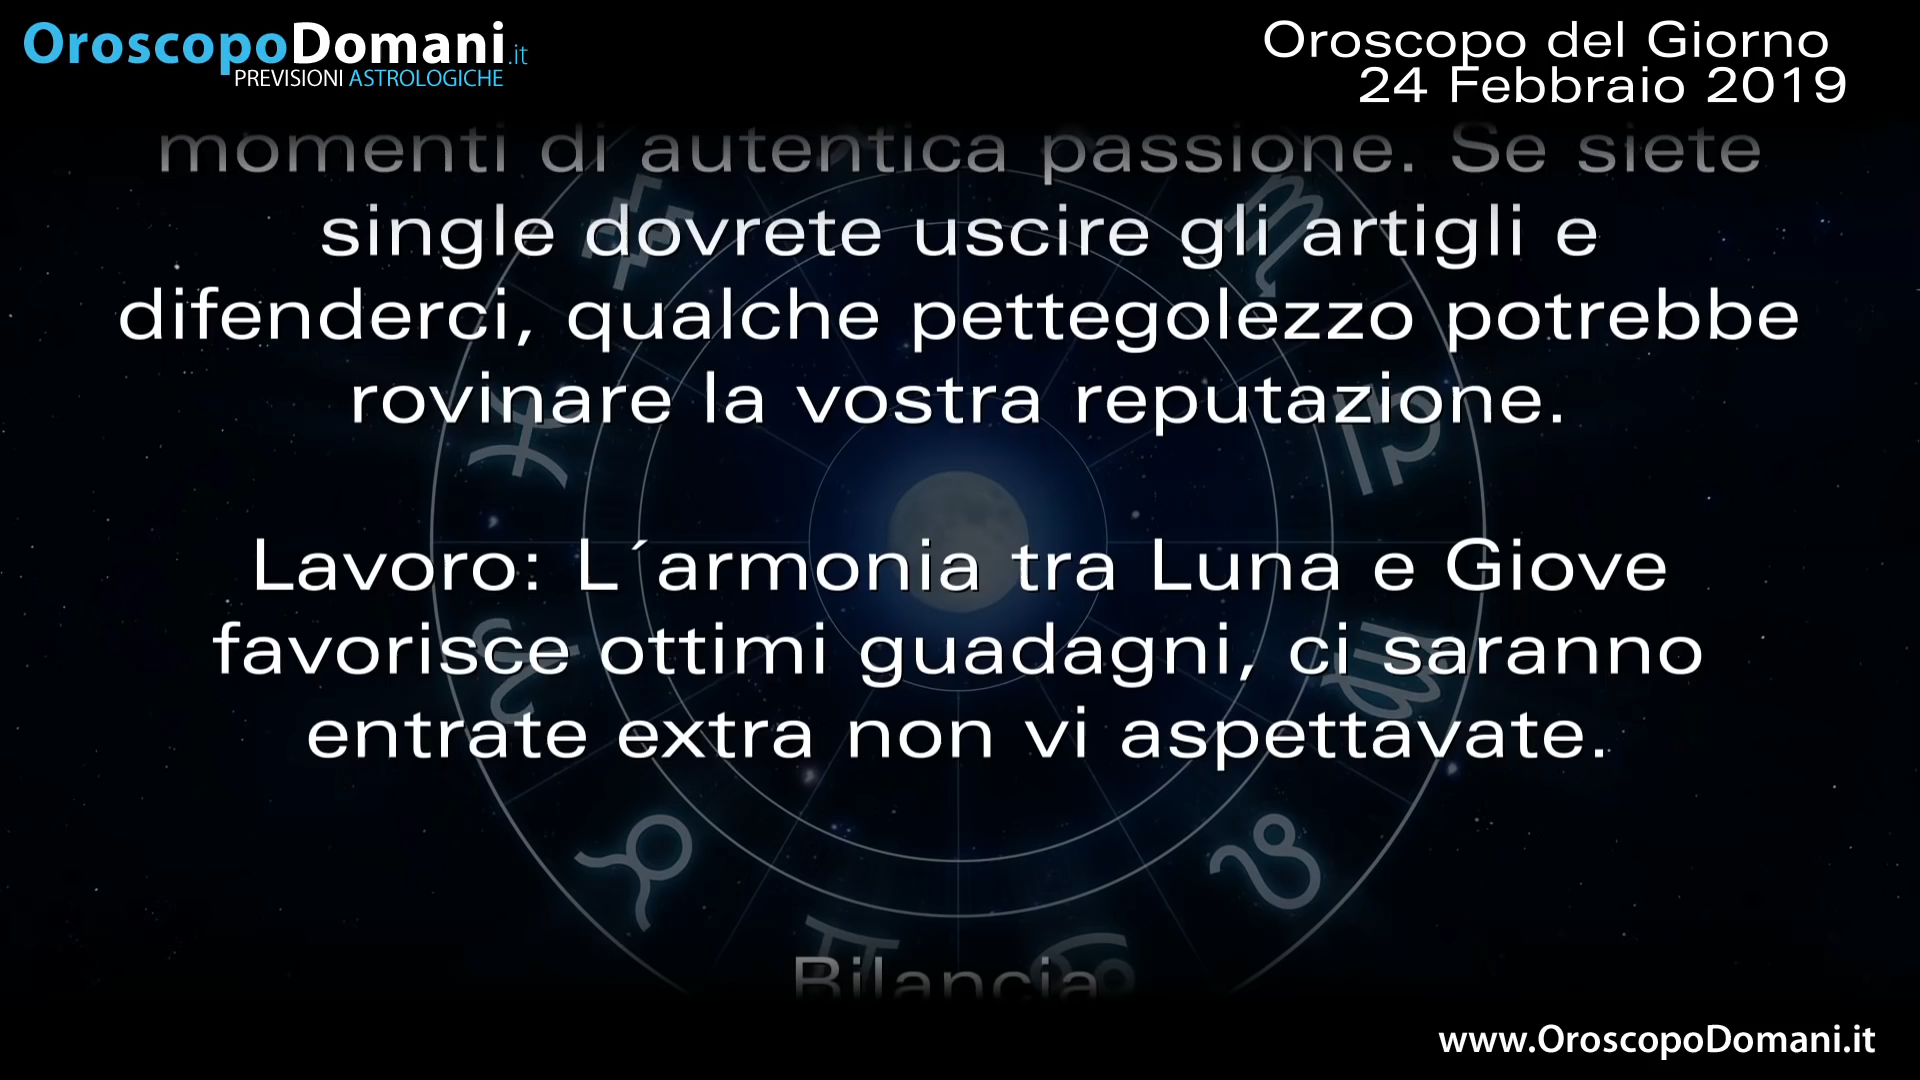 OroscopoDomani.it
PREVISIONI ASTROLOGICHE
Oroscopo del Giorno
24 Febbraio 2019
momenti di autentica passione. Se siete
single dovrete uscire gli artigli e
difenderci, qualche pettegolezzo potrebbe
rovinare la vostra reputazione.
Lavoro: L´armonia tra Luna e Giove
favorisce ottimi guadagni, ci saranno
entrate extra non vi aspettavate.
Bilancia
www.OroscopoDomani.it